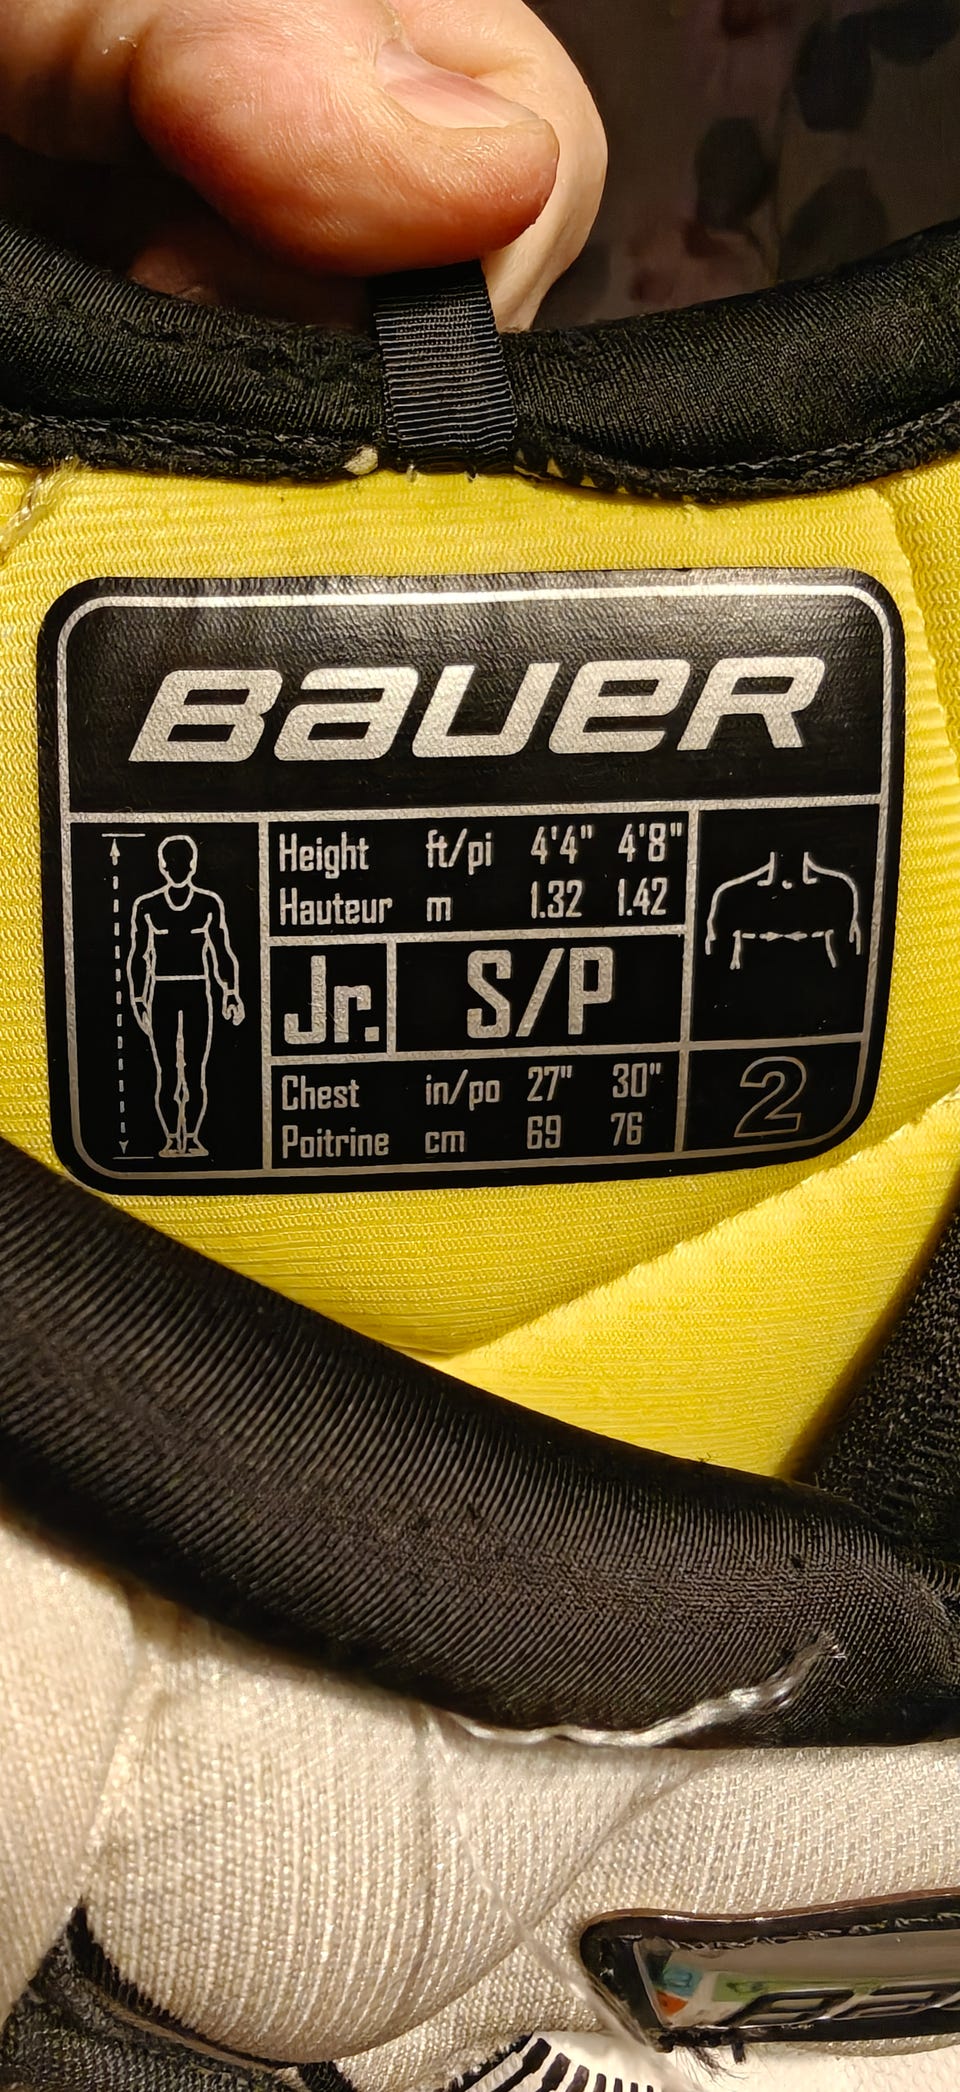 BAUER
Height ft/pi 4'4" 4'8"
Hauteur m 1.32 1.42
Jr. S/P
Chest in/po 27" 30"
Poitrine cm 69 76
2